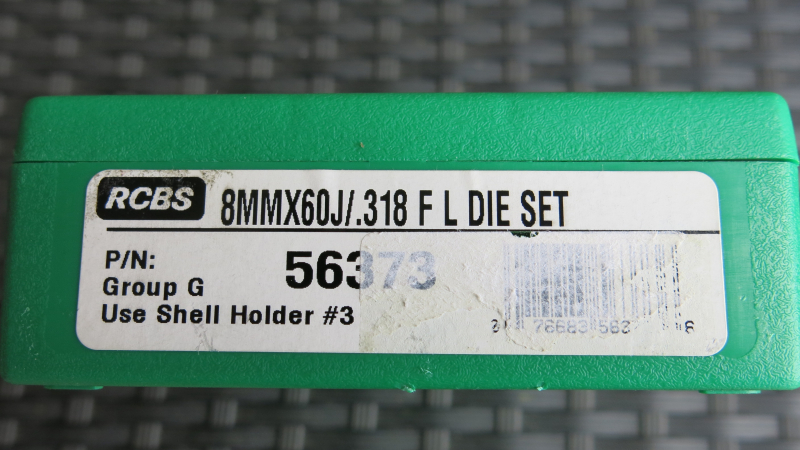 RCBS 8MMX60J/.318 F L DIE SET
P/N: 56373
Group G
Use Shell Holder #3